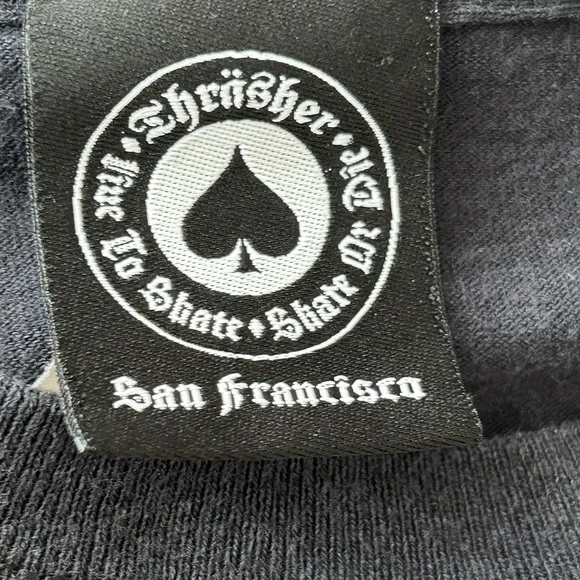 Thräsher
Live To Skate
Skate Or Die
San Francisco